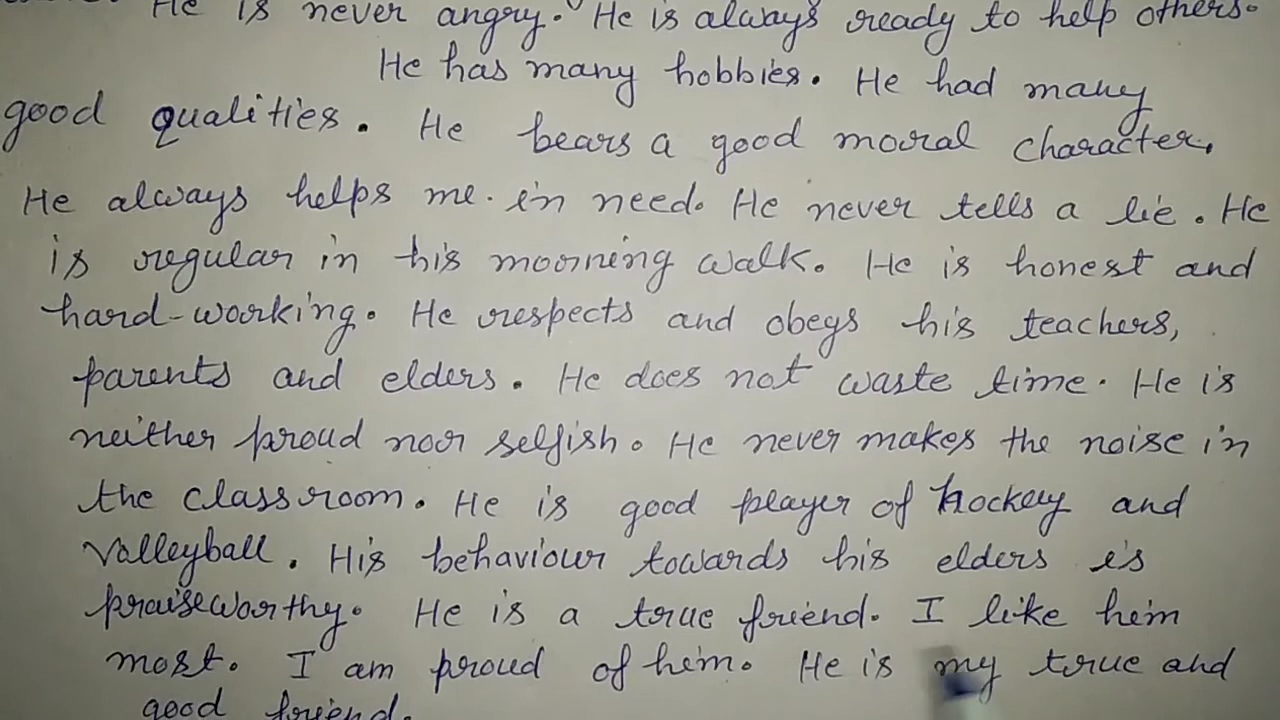 He is never angry. He is always ready to help others.
He has many hobbies. He had many
good qualities. He bears a good moral character.
He always helps me. in need. He never tells a lie. He
is regular in his morning walk. He is honest and
hard-working. He respects and obeys his teachers,
parents and elders. He does not waste time. He is
neither proud nor selfish. He never makes the noise in
the classroom. He is good player of hockey and
Volleyball. His behaviour towards his elders is
praiseworthy. He is a true friend. I like him
most. I am proud of him. He is my true and
good friend.